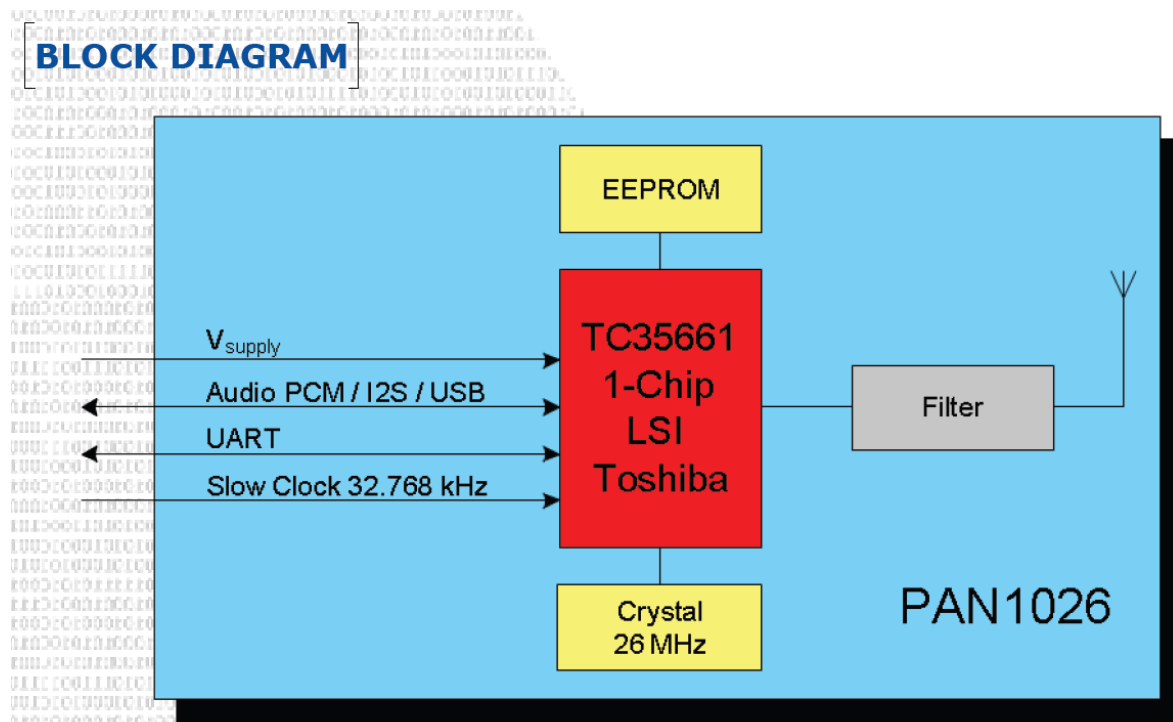 BLOCK DIAGRAM
EEPROM
Vsupply
Audio PCM / I2S / USB
UART
Slow Clock 32.768 kHz
TC35661
1-Chip
LSI
Toshiba
Filter
Crystal
26 MHz
PAN1026